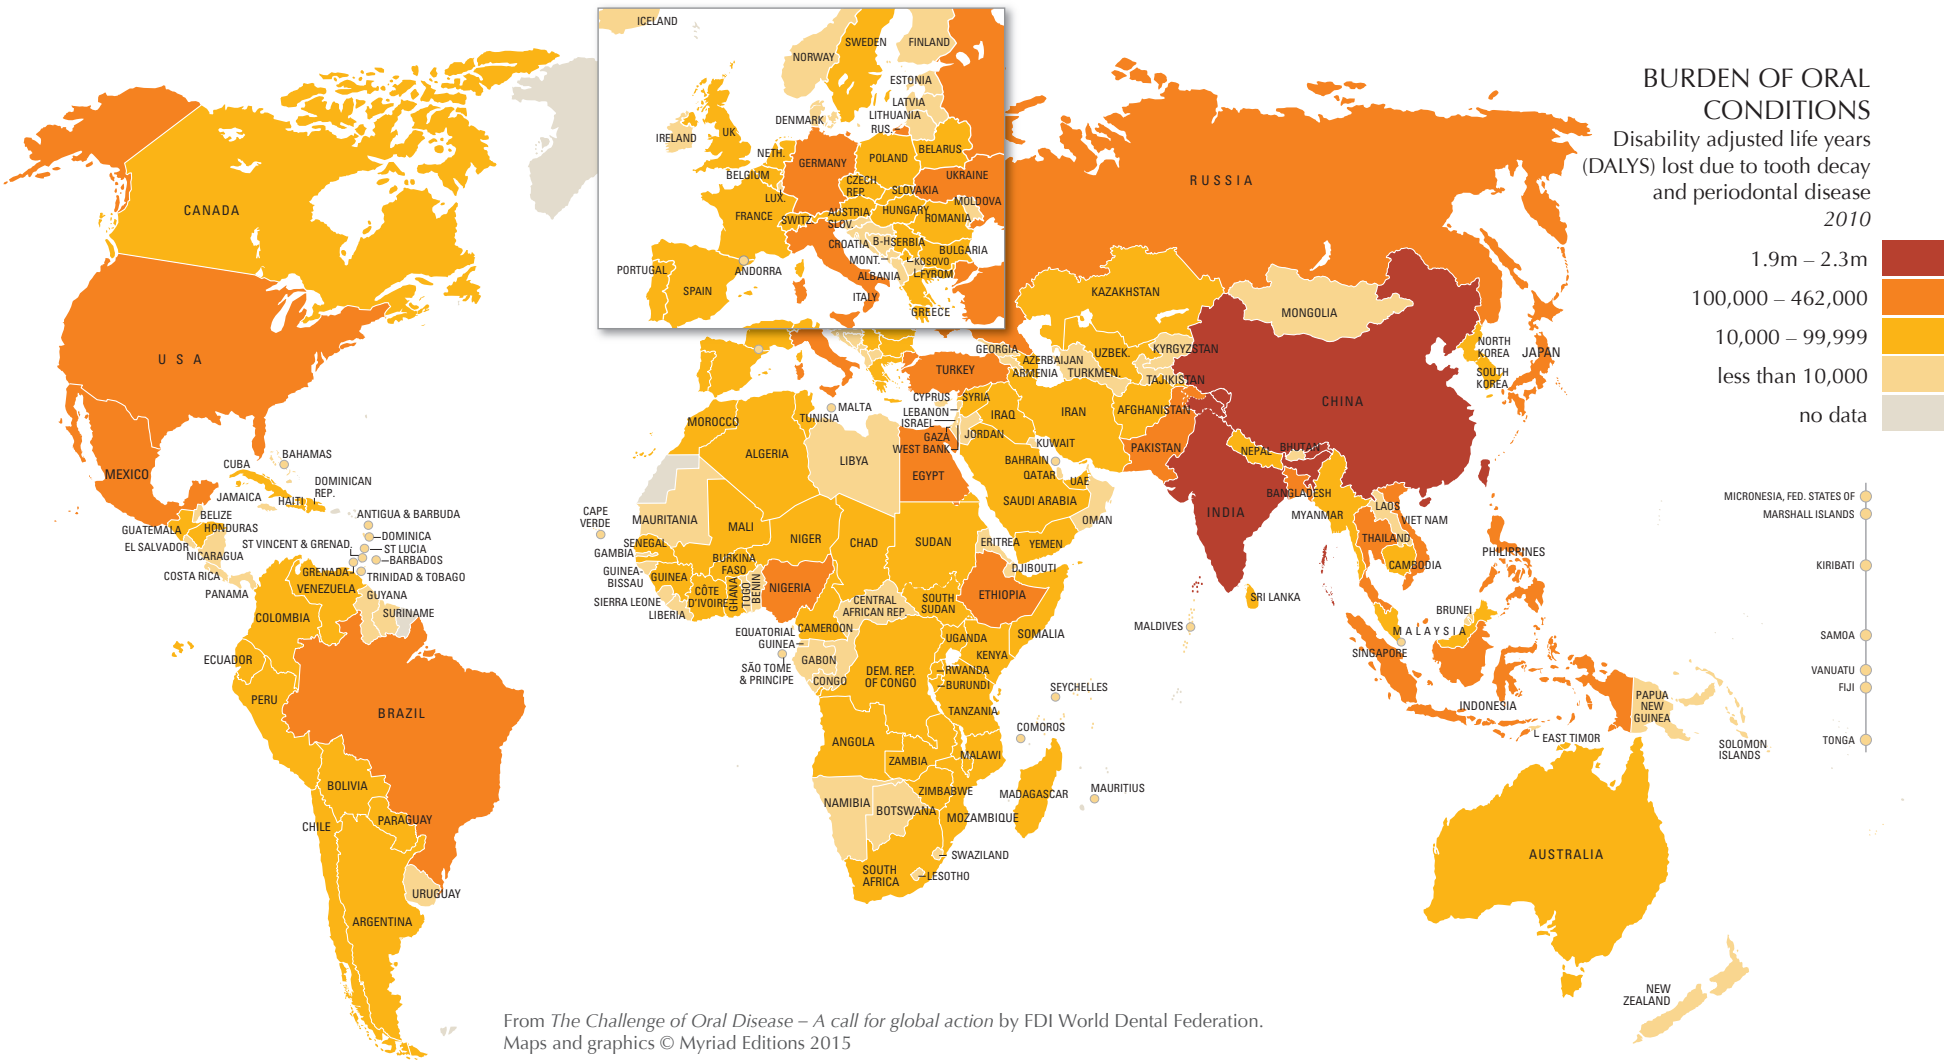 BURDEN OF ORAL
CONDITIONS
Disability adjusted life years
(DALYS) lost due to tooth decay
and periodontal disease
2010
1.9m – 2.3m
100,000 – 462,000
10,000 – 99,999
less than 10,000
no data
ICELAND
NORWAY
SWEDEN
FINLAND
ESTONIA
LATVIA
LITHUANIA
RUS.
DENMARK
IRELAND
UK
NETH.
BELGIUM
LUX.
GERMANY
POLAND
BELARUS
CZECH
REP.
SLOVAKIA
UKRAINE
MOLDOVA
FRANCE
SWITZ.
AUSTRIA
SLOV.
HUNGARY
ROMANIA
CROATIA
B-H
SERBIA
BULGARIA
MONT.
KOSOVO
ALBANIA
FYROM
PORTUGAL
SPAIN
ANDORRA
ITALY
GREECE
CANADA
U S A
MEXICO
CUBA
BAHAMAS
DOMINICAN
REP.
JAMAICA
HAITI
BELIZE
GUATEMALA
HONDURAS
EL SALVADOR
NICARAGUA
COSTA RICA
PANAMA
ANTIGUA & BARBUDA
DOMINICA
ST VINCENT & GRENAD.
ST LUCIA
BARBADOS
GRENADA
TRINIDAD & TOBAGO
VENEZUELA
GUYANA
SURINAME
COLOMBIA
ECUADOR
PERU
BRAZIL
BOLIVIA
PARAGUAY
CHILE
URUGUAY
ARGENTINA
RUSSIA
KAZAKHSTAN
MONGOLIA
GEORGIA
AZERBAIJAN
ARMENIA
UZBEK.
TURKMEN.
KYRGYZSTAN
TAJIKISTAN
NORTH
KOREA
SOUTH
KOREA
JAPAN
CHINA
TURKEY
CYPRUS
SYRIA
LEBANON
ISRAEL
GAZA
WEST BANK
IRAQ
JORDAN
IRAN
AFGHANISTAN
PAKISTAN
KUWAIT
BAHRAIN
QATAR
UAE
SAUDI ARABIA
OMAN
YEMEN
NEPAL
BHUTAN
BANGLADESH
INDIA
MYANMAR
LAOS
VIET NAM
THAILAND
CAMBODIA
PHILIPPINES
SRI LANKA
MALDIVES
BRUNEI
MALAYSIA
SINGAPORE
INDONESIA
EAST TIMOR
PAPUA
NEW
GUINEA
SOLOMON
ISLANDS
AUSTRALIA
NEW
ZEALAND
MICRONESIA, FED. STATES OF
MARSHALL ISLANDS
KIRIBATI
SAMOA
VANUATU
FIJI
TONGA
MALTA
MOROCCO
TUNISIA
ALGERIA
LIBYA
EGYPT
CAPE
VERDE
MAURITANIA
MALI
NIGER
CHAD
SUDAN
ERITREA
DJIBOUTI
SENEGAL
GAMBIA
GUINEA-
BISSAU
GUINEA
SIERRA LEONE
LIBERIA
BURKINA
FASO
CÔTE
D'IVOIRE
GHANA
TOGO
BENIN
NIGERIA
CENTRAL
AFRICAN REP.
SOUTH
SUDAN
ETHIOPIA
SOMALIA
CAMEROON
EQUATORIAL
GUINEA
SÃO TOME
& PRINCIPE
GABON
CONGO
DEM. REP.
OF CONGO
UGANDA
KENYA
RWANDA
BURUNDI
TANZANIA
SEYCHELLES
COMOROS
ANGOLA
ZAMBIA
MALAWI
ZIMBABWE
MOZAMBIQUE
MADAGASCAR
MAURITIUS
NAMIBIA
BOTSWANA
SWAZILAND
LESOTHO
SOUTH
AFRICA
From The Challenge of Oral Disease – A call for global action by FDI World Dental Federation.
Maps and graphics © Myriad Editions 2015